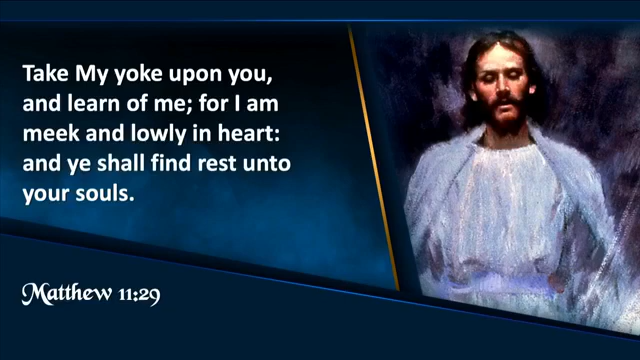 Take My yoke upon you,
and learn of me; for I am
meek and lowly in heart:
and ye shall find rest unto
your souls.
Matthew 11:29